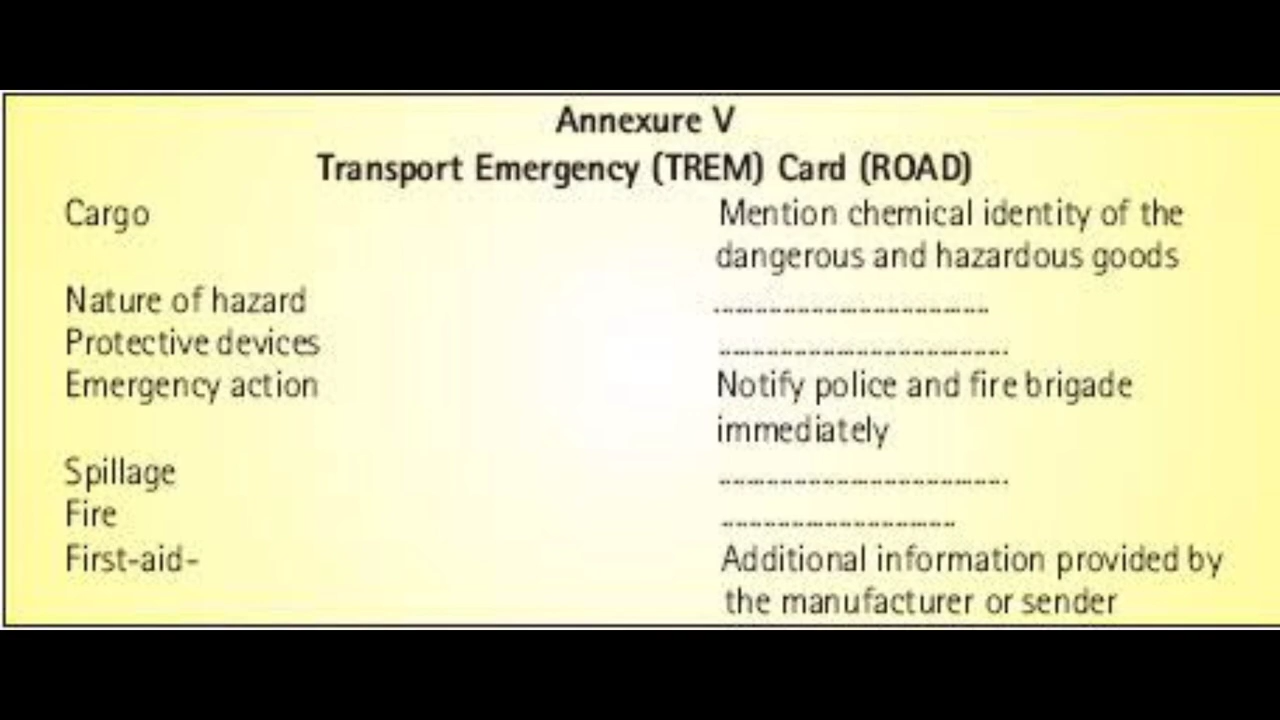 Annexure V
Transport Emergency (TREM) Card (ROAD)
Cargo Mention chemical identity of the
dangerous and hazardous goods
Nature of hazard ................................................
Protective devices ................................................
Emergency action Notify police and fire brigade
immediately
Spillage ................................................
Fire ........................................
First-aid- Additional information provided by
the manufacturer or sender